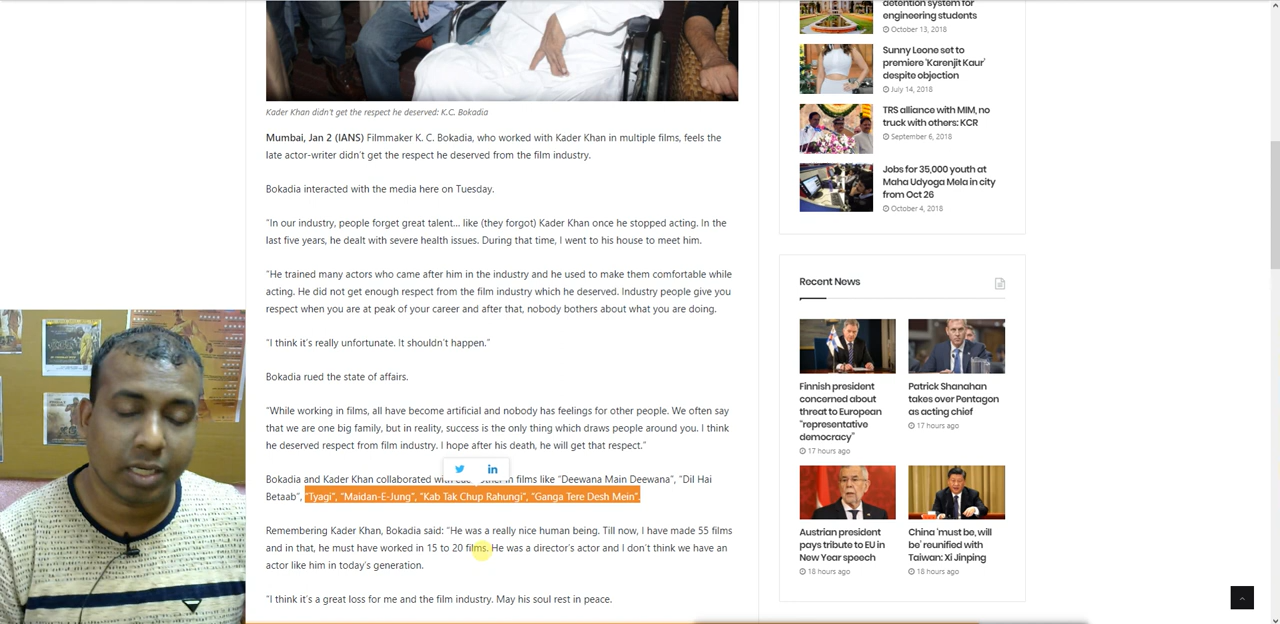 Kader Khan didn't get the respect he deserved: K.C. Bokadia
Mumbai, Jan 2 (IANS) Filmmaker K. C. Bokadia, who worked with Kader Khan in multiple films, feels the
late actor-writer didn't get the respect he deserved from the film industry.
Bokadia interacted with the media here on Tuesday.
"In our industry, people forget great talent... like (they forgot) Kader Khan once he stopped acting. In the
last five years, he dealt with severe health issues. During that time, I went to his house to meet him.
"He trained many actors who came after him in the industry and he used to make them comfortable while
acting. He did not get enough respect from the film industry which he deserved. Industry people give you
respect when you are at peak of your career and after that, nobody bothers about what you are doing.
"I think it's really unfortunate. It shouldn't happen."
Bokadia rued the state of affairs.
"While working in films, all have become artificial and nobody has feelings for other people. We often say
that we are one big family, but in reality, success is the only thing which draws people around you. I think
he deserved respect from film industry. I hope after his death, he will get that respect."
Bokadia and Kader Khan collaborated in films like "Deewana Main Deewana", "Dil Hai
Betaab", "Tyagi", "Maidan-E-Jung", "Kab Tak Chup Rahungi", "Ganga Tere Desh Mein".
Remembering Kader Khan, Bokadia said: "He was a really nice human being. Till now, I have made 55 films
and in that, he must have worked in 15 to 20 films. He was a director's actor and I don't think we have an
actor like him in today's generation.
"I think it's a great loss for me and the film industry. May his soul rest in peace.
detention system for
engineering students
October 13, 2018
Sunny Leone set to
premiere 'Karenjit Kaur'
despite objection
July 14, 2018
TRS alliance with MIM, no
truck with others: KCR
September 6, 2018
Jobs for 35,000 youth at
Maha Udyoga Mela in city
from Oct 26
October 4, 2018
Recent News
Finnish president
concerned about
threat to European
"representative
democracy"
17 hours ago
Patrick Shanahan
takes over Pentagon
as acting chief
17 hours ago
Austrian president
pays tribute to EU in
New Year speech
18 hours ago
China 'must be, will
be' reunified with
Taiwan: Xi Jinping
18 hours ago